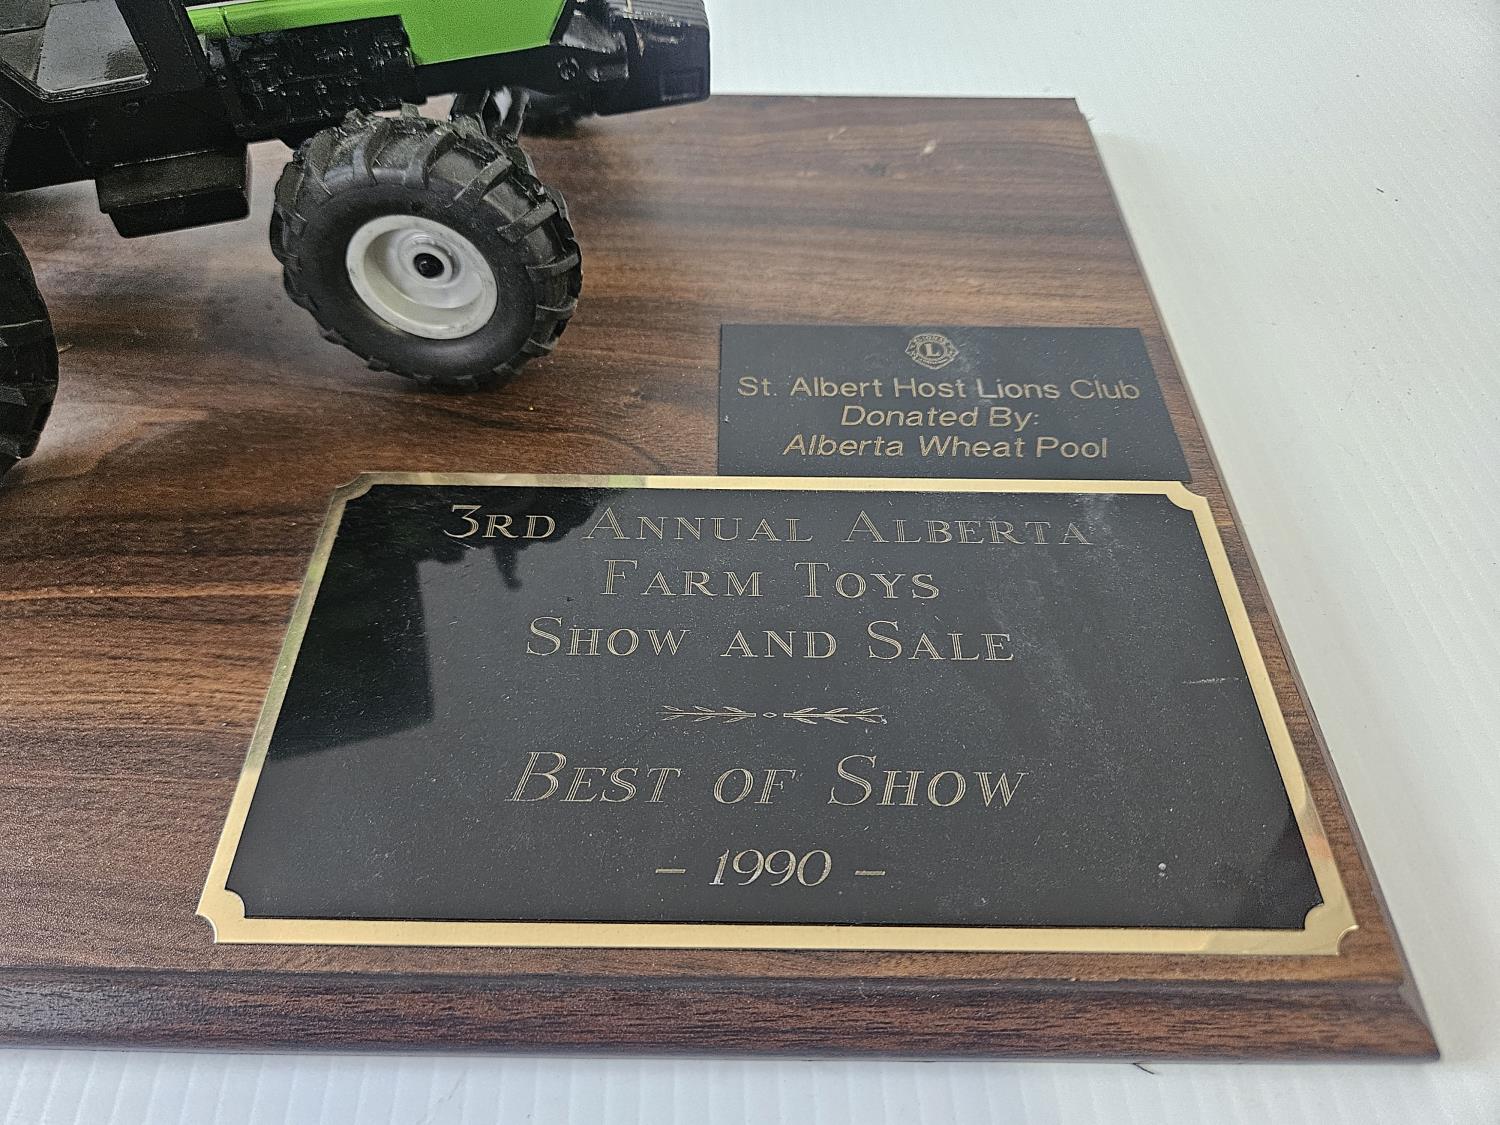 L
St. Albert Host Lions Club
Donated By:
Alberta Wheat Pool
3RD ANNUAL ALBERTA
FARM TOYS
SHOW AND SALE
BEST OF SHOW
- 1990 -